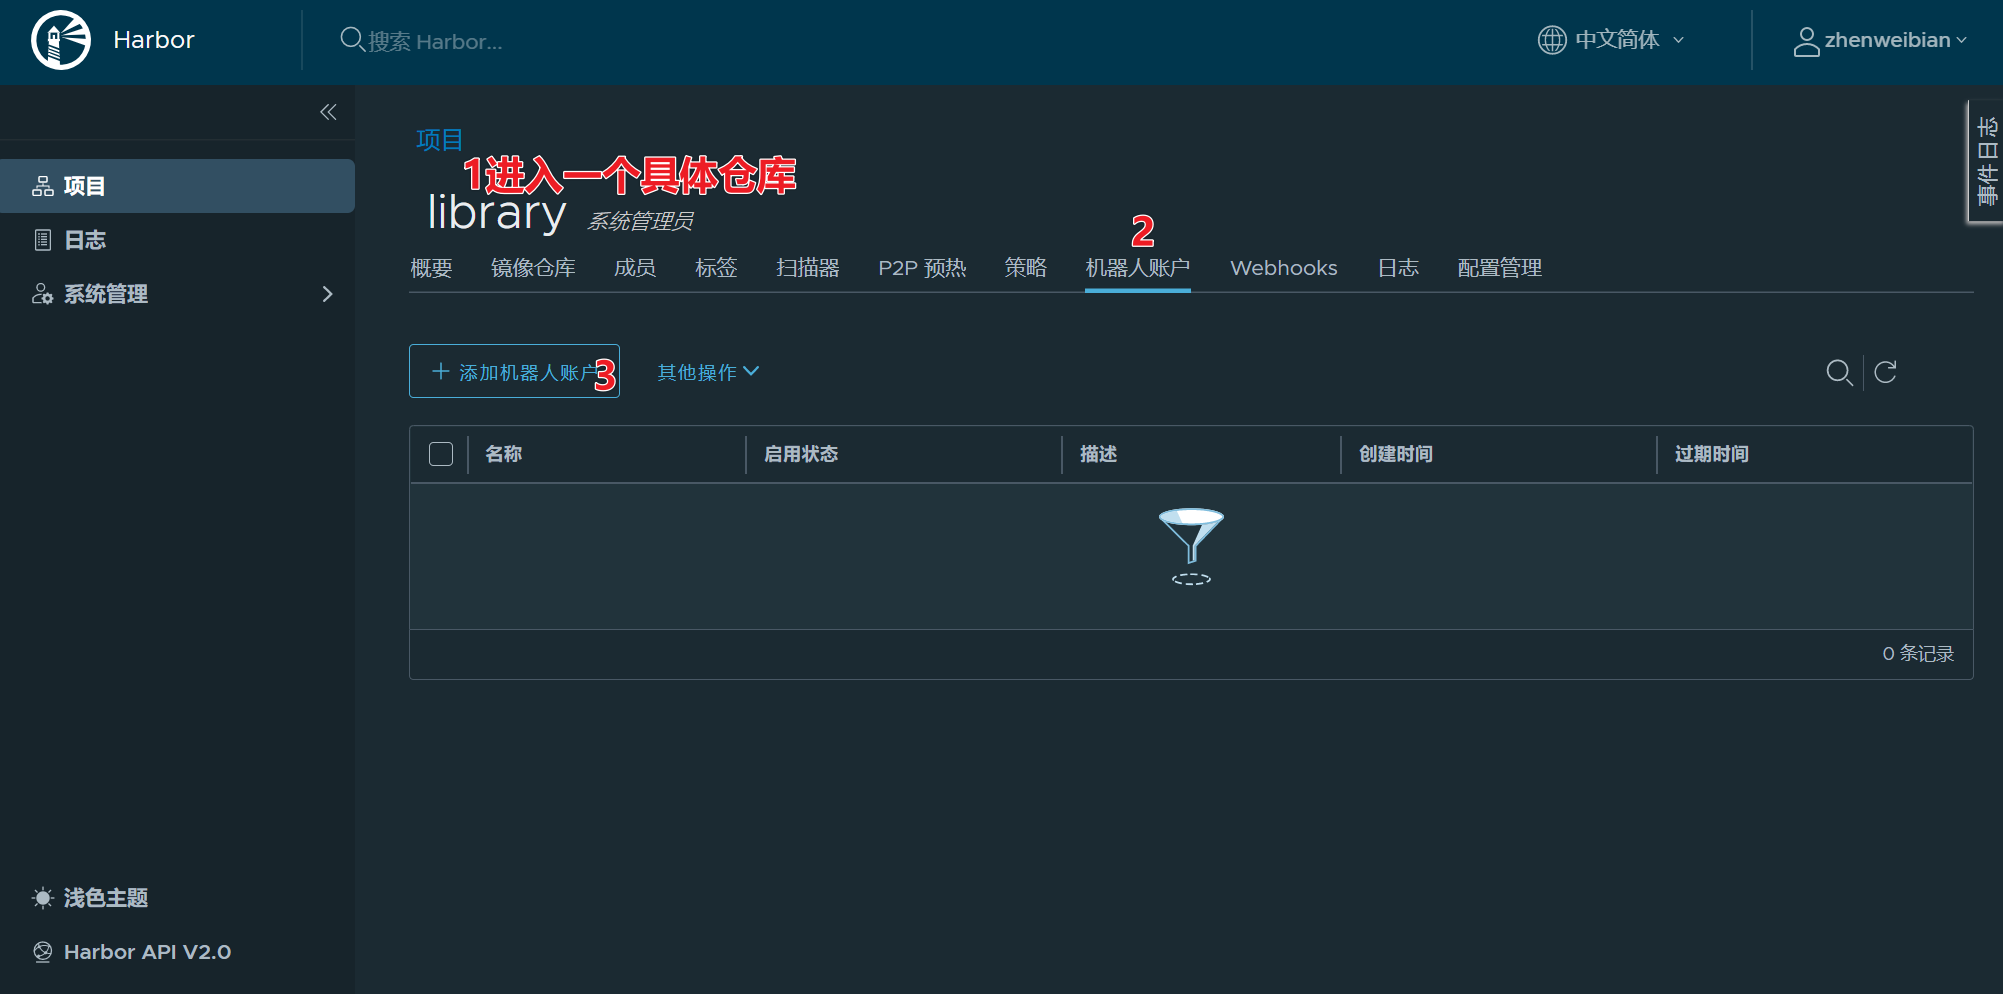 Harbor
搜索 Harbor...
中文简体
zhenweibian
项目
日志
系统管理
浅色主题
Harbor API V2.0
事件日志
项目
1进入一个具体仓库
library 系统管理员
2
概要 镜像仓库 成员 标签 扫描器 P2P 预热 策略 机器人账户 Webhooks 日志 配置管理
添加机器人账户 3 其他操作
名称 启用状态 描述 创建时间 过期时间
0 条记录